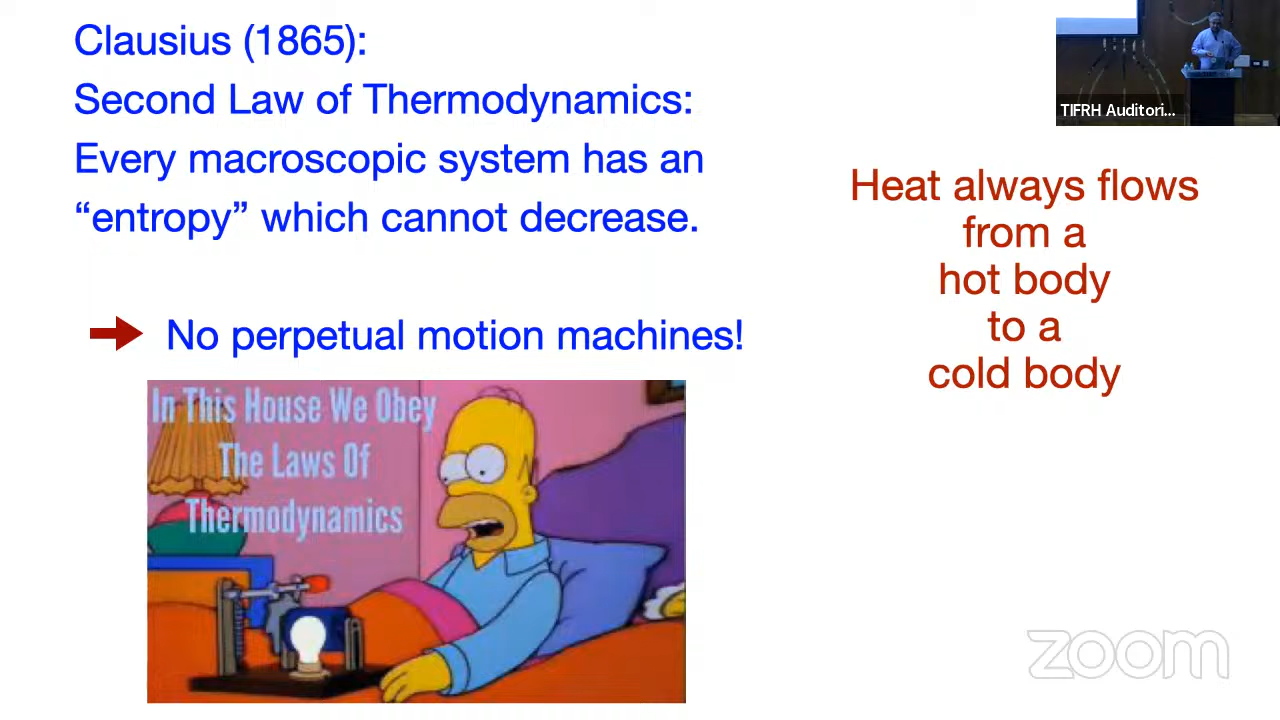 Clausius (1865):
Second Law of Thermodynamics:
Every macroscopic system has an
“entropy” which cannot decrease.
No perpetual motion machines!
In This House We Obey
The Laws Of
Thermodynamics
TIFRH Auditori...
Heat always flows
from a
hot body
to a
cold body
zoom